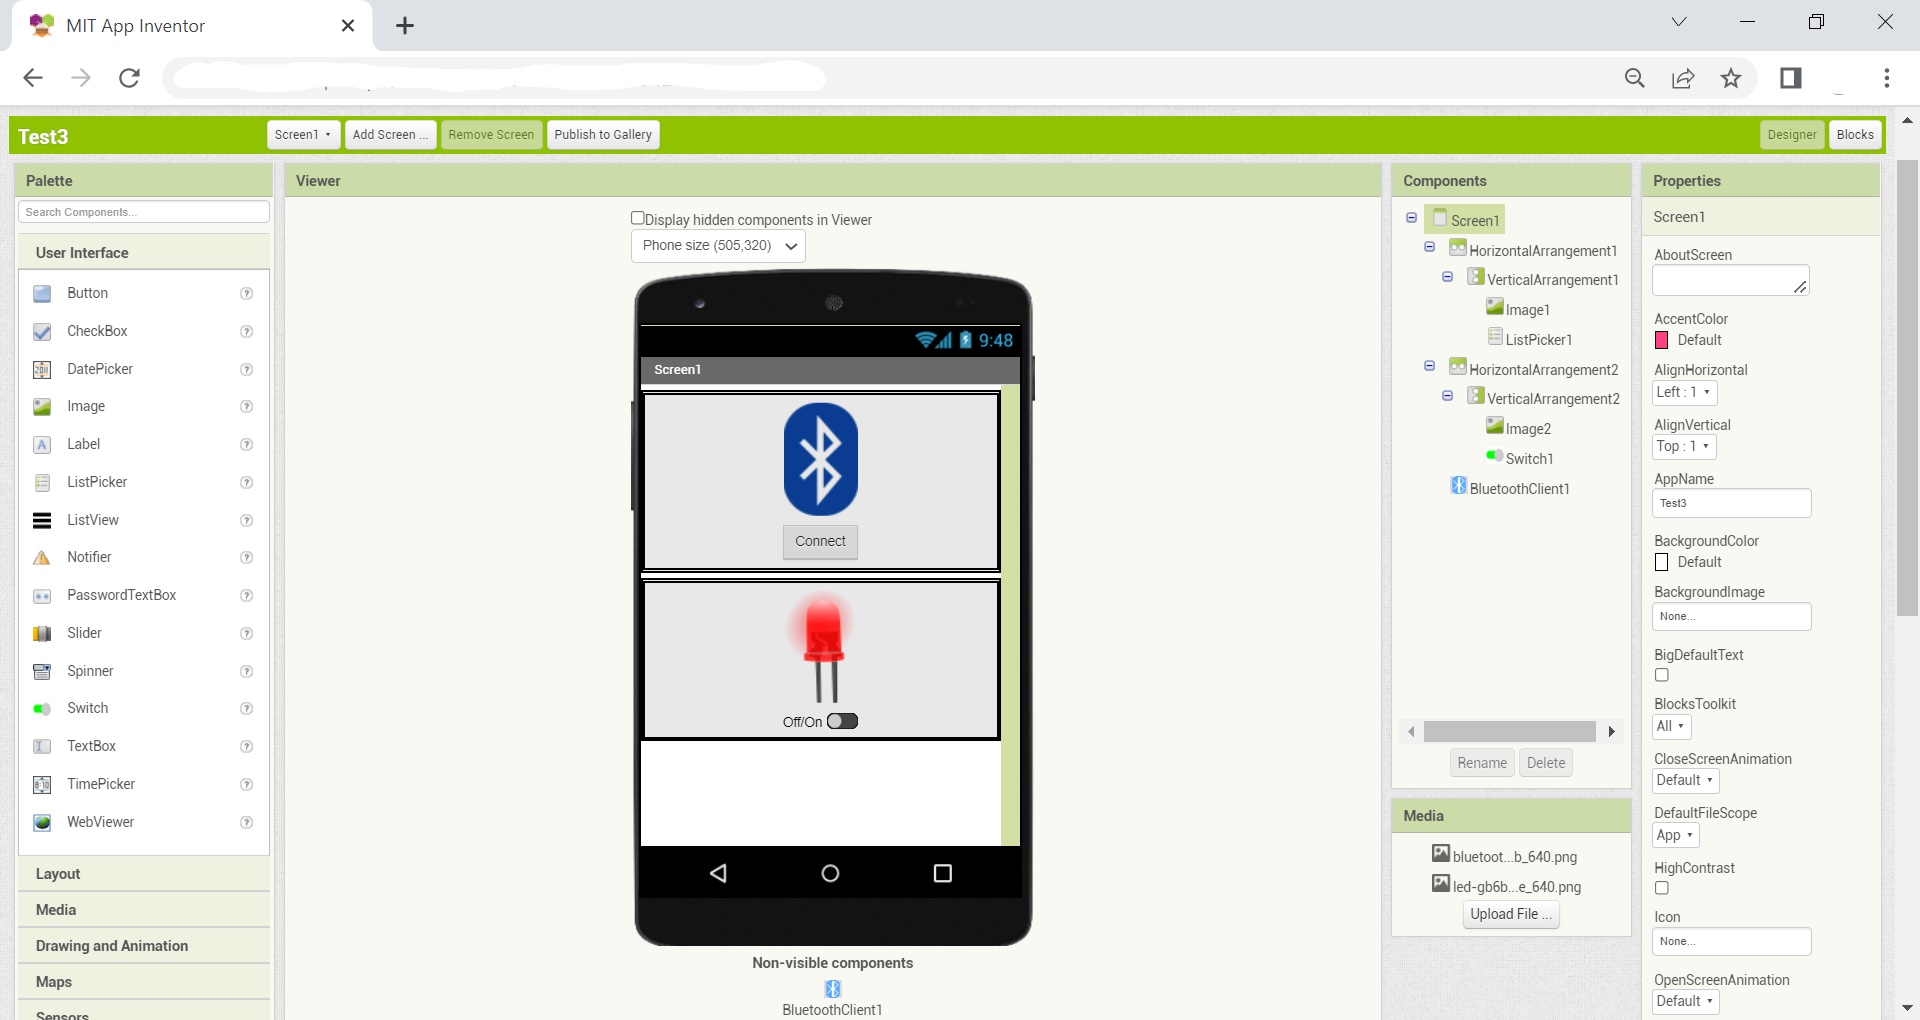 MIT App Inventor
Test3
Screen1
Add Screen ...
Remove Screen
Publish to Gallery
Designer
Blocks
Palette
Search Components...
User Interface
Button
CheckBox
DatePicker
Image
Label
ListPicker
ListView
Notifier
PasswordTextBox
Slider
Spinner
Switch
TextBox
TimePicker
WebViewer
Layout
Media
Drawing and Animation
Maps
Sensors
Viewer
Display hidden components in Viewer
Phone size (505,320)
9:48
Screen1
Connect
Off/On
Non-visible components
BluetoothClient1
Components
Screen1
HorizontalArrangement1
VerticalArrangement1
Image1
ListPicker1
HorizontalArrangement2
VerticalArrangement2
Image2
Switch1
BluetoothClient1
Rename
Delete
Media
bluetoot...b_640.png
led-gb6b...e_640.png
Upload File ...
Properties
Screen1
AboutScreen
AccentColor
Default
AlignHorizontal
Left : 1
AlignVertical
Top : 1
AppName
Test3
BackgroundColor
Default
BackgroundImage
None...
BigDefaultText
BlocksToolkit
All
CloseScreenAnimation
Default
DefaultFileScope
App
HighContrast
Icon
None...
OpenScreenAnimation
Default